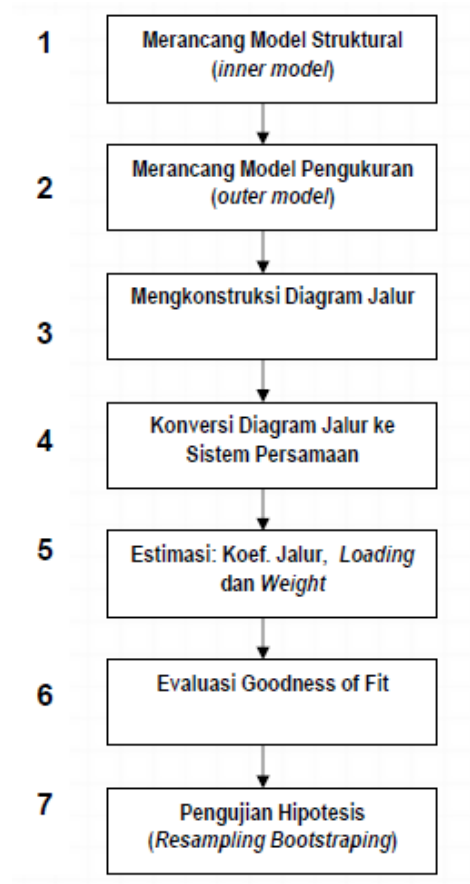 1
Merancang Model Struktural
(inner model)
2
Merancang Model Pengukuran
(outer model)
3
Mengkonstruksi Diagram Jalur
4
Konversi Diagram Jalur ke
Sistem Persamaan
5
Estimasi: Koef. Jalur, Loading
dan Weight
6
Evaluasi Goodness of Fit
7
Pengujian Hipotesis
(Resampling Bootstraping)